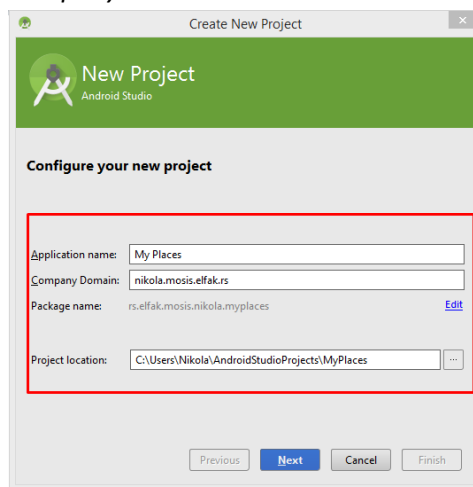 Create New Project
New Project
Android Studio
Configure your new project
Application name: My Places
Company Domain: nikola.mosis.elfak.rs
Package name: rs.elfak.mosis.nikola.myplaces Edit
Project location: C:\Users\Nikola\AndroidStudioProjects\MyPlaces ...
Previous Next Cancel Finish